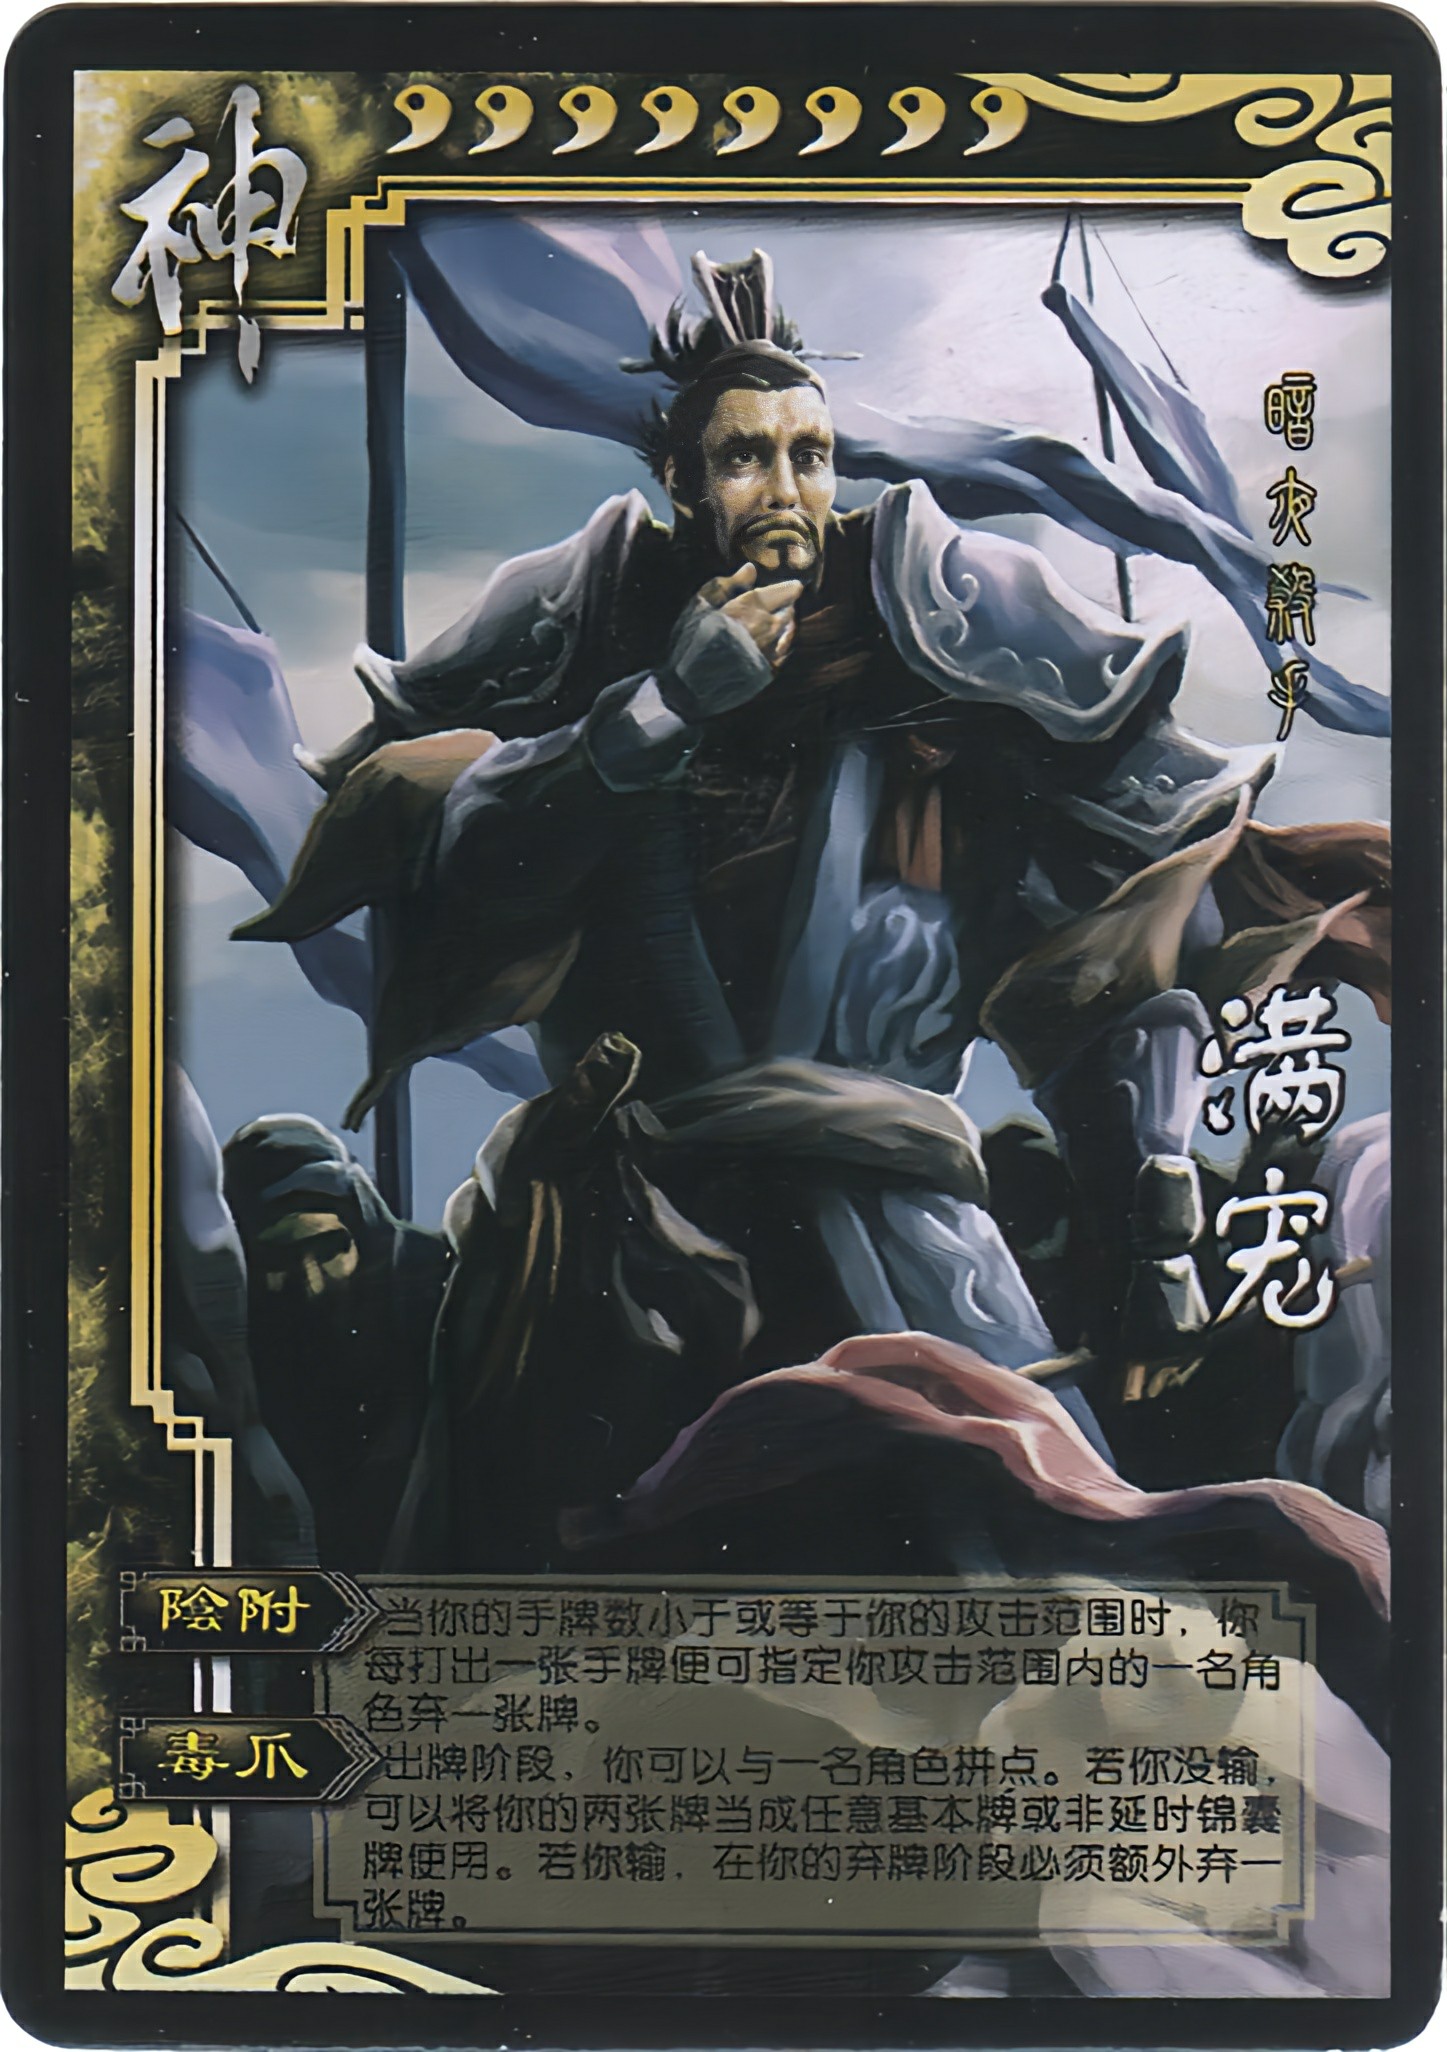 神
暗夜殺手
满宠
陰附
当你的手牌数小于或等于你的攻击范围时，你
每打出一张手牌便可指定你攻击范围内的一名角
色弃一张牌。
毒爪
出牌阶段，你可以与一名角色拼点。若你没输，
可以将你的两张牌当成任意基本牌或非延时锦囊
牌使用。若你输，在你的弃牌阶段必须额外弃一
张牌。